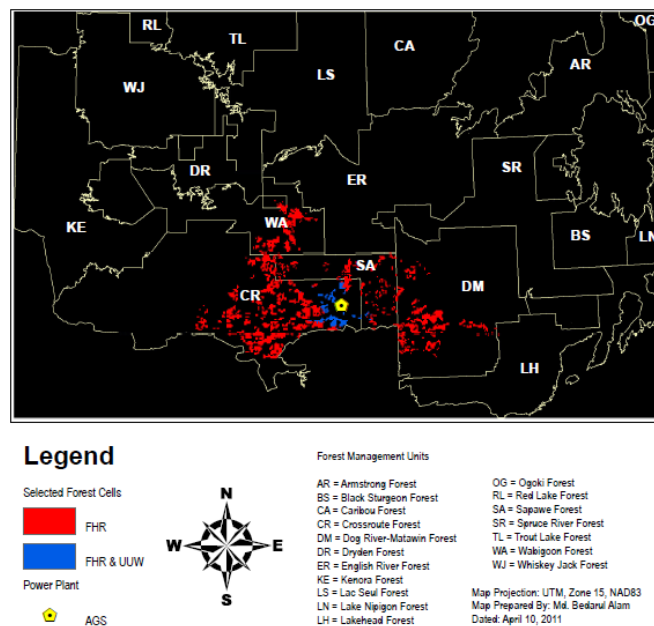 RL
OG
TL
CA
AR
LS
WJ
SR
DR
ER
WA
KE
BS
LN
SA
CR
DM
LH
Legend
Selected Forest Cells
FHR
FHR & UUW
Power Plant
AGS
N
W
E
S
Forest Management Units
AR = Armstrong Forest
BS = Black Sturgeon Forest
CA = Caribou Forest
CR = Crossroute Forest
DM = Dog River-Matawin Forest
DR = Dryden Forest
ER = English River Forest
KE = Kenora Forest
LS = Lac Seul Forest
LN = Lake Nipigon Forest
LH = Lakehead Forest
OG = Ogoki Forest
RL = Red Lake Forest
SA = Sapawe Forest
SR = Spruce River Forest
TL = Trout Lake Forest
WA = Wabigoon Forest
WJ = Whiskey Jack Forest
Map Projection: UTM, Zone 15, NAD83
Map Prepared By: Md. Bedarul Alam
Dated: April 10, 2011